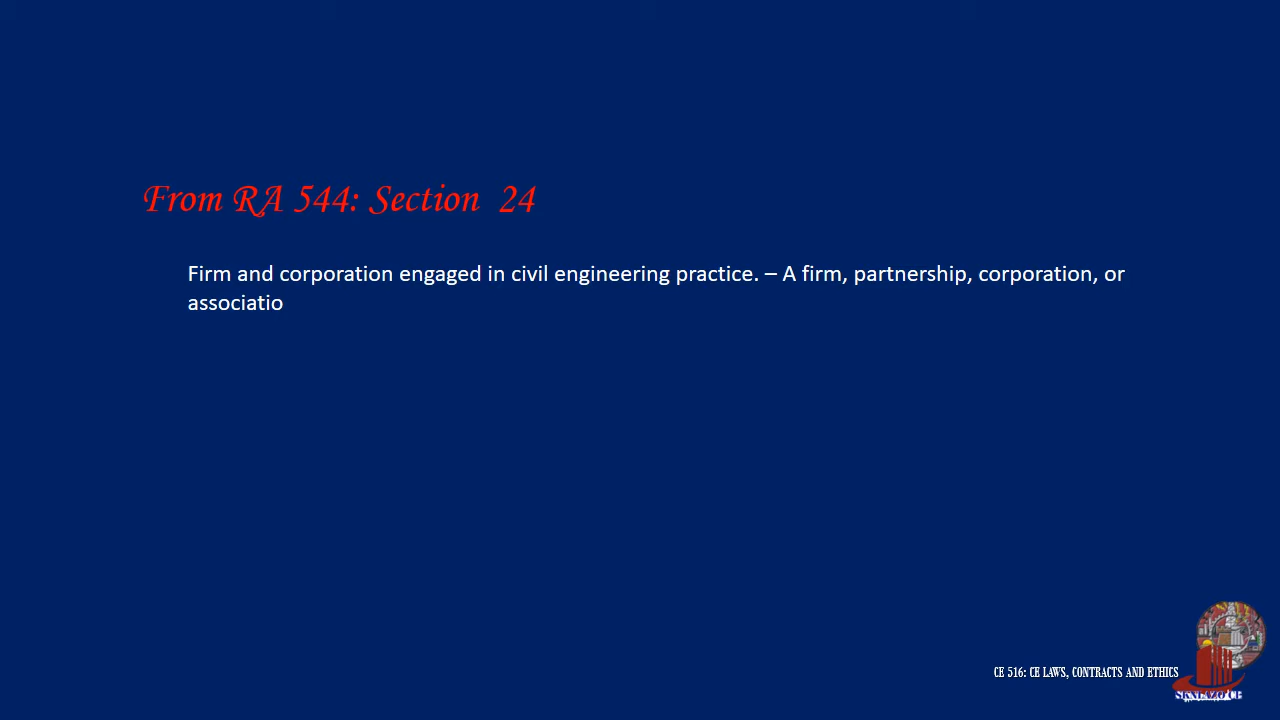 From RA 544: Section 24
Firm and corporation engaged in civil engineering practice. – A firm, partnership, corporation, or
associatio
CE 516: CE LAWS, CONTRACTS AND ETHICS